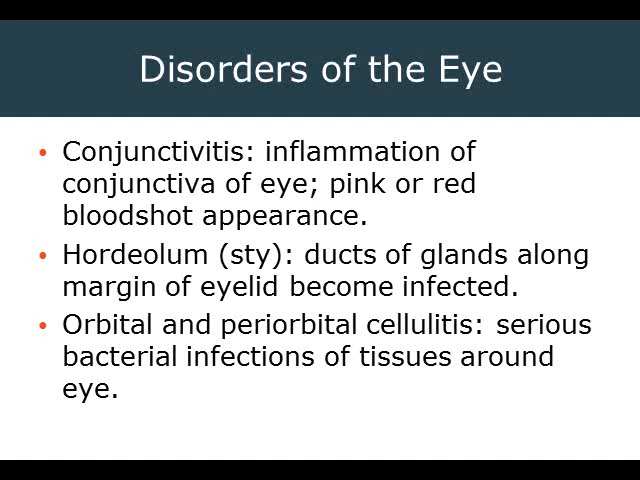 Disorders of the Eye
• Conjunctivitis: inflammation of
conjunctiva of eye; pink or red
bloodshot appearance.
• Hordeolum (sty): ducts of glands along
margin of eyelid become infected.
• Orbital and periorbital cellulitis: serious
bacterial infections of tissues around
eye.